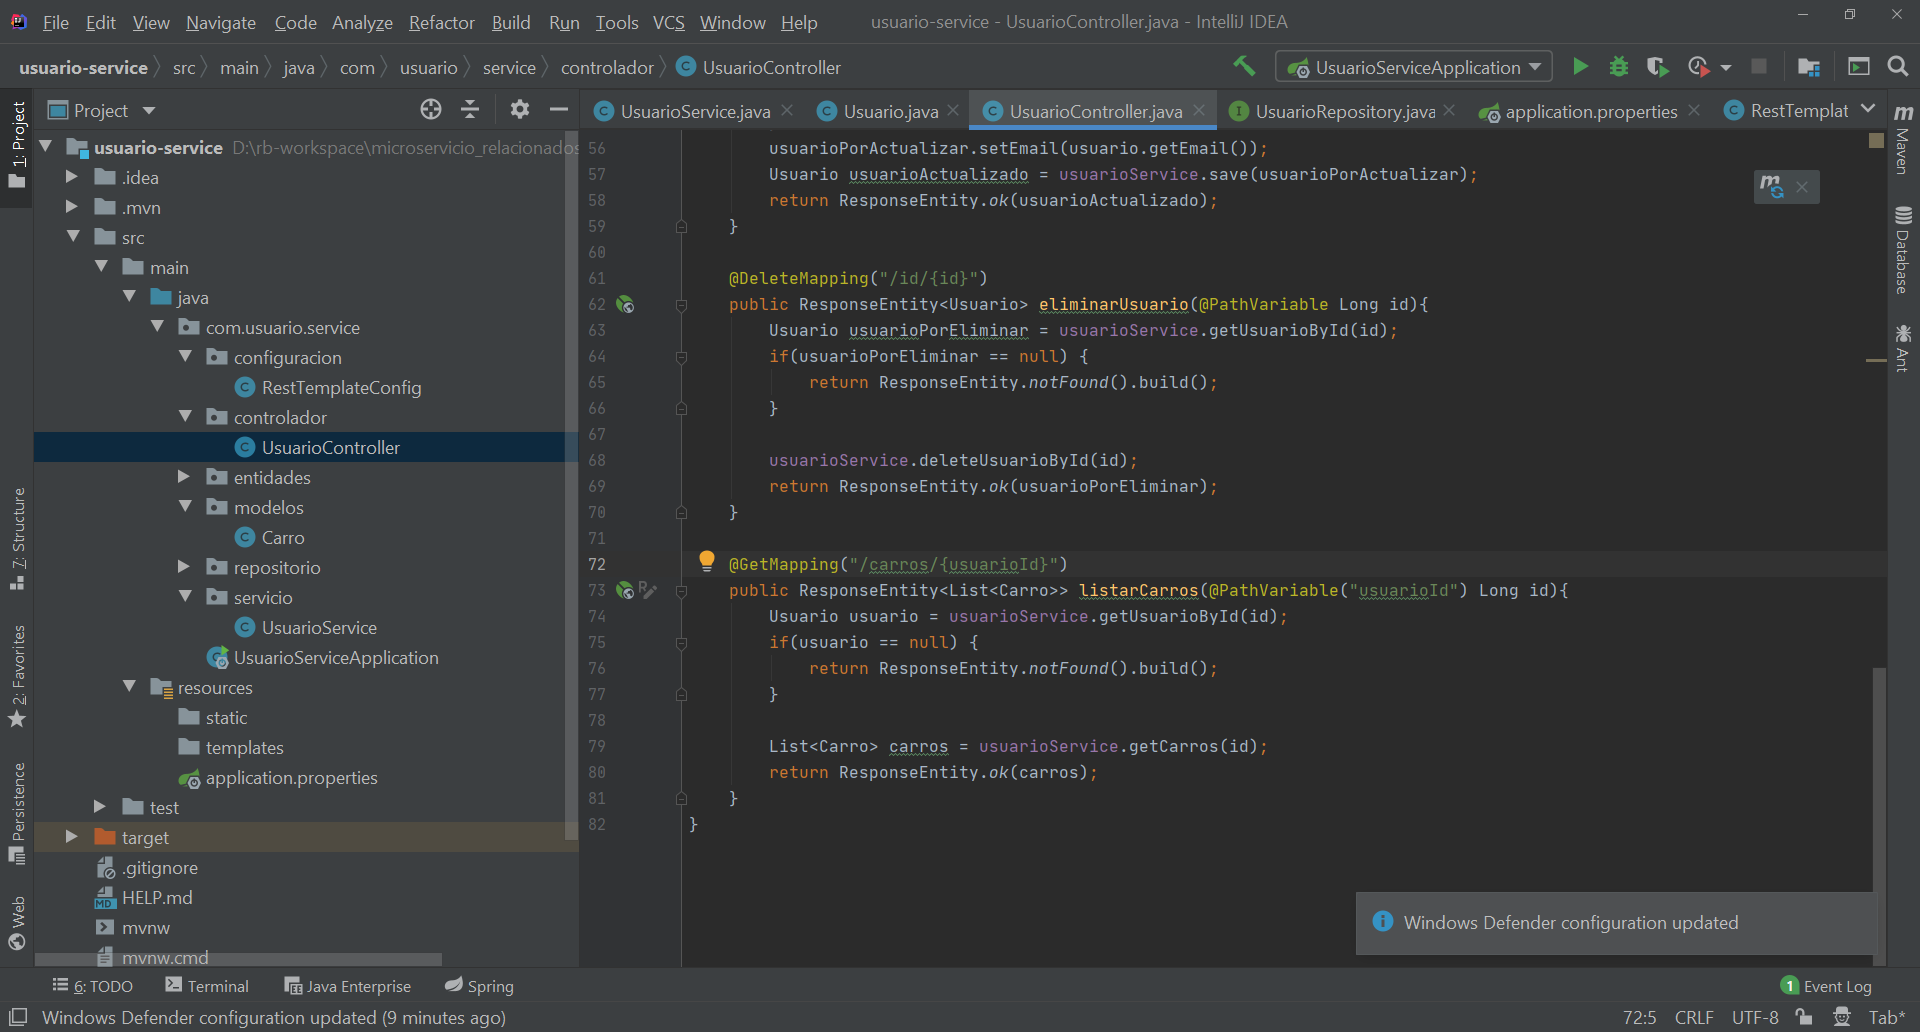 File Edit View Navigate Code Analyze Refactor Build Run Tools VCS Window Help usuario-service - UsuarioController.java - IntelliJ IDEA
usuario-service src main java com usuario service controlador UsuarioController UsuarioServiceApplication
Project
UsuarioService.java Usuario.java UsuarioController.java UsuarioRepository.java application.properties RestTemplat
1: Project
7: Structure
2: Favorites
Persistence
Web
usuario-service D:\rb-workspace\microservicio_relacionados
.idea
.mvn
src
main
java
com.usuario.service
configuracion
RestTemplateConfig
controlador
UsuarioController
entidades
modelos
Carro
repositorio
servicio
UsuarioService
UsuarioServiceApplication
resources
static
templates
application.properties
test
target
.gitignore
HELP.md
mvnw
mvnw.cmd
56 usuarioPorActualizar.setEmail(usuario.getEmail());
57 Usuario usuarioActualizado = usuarioService.save(usuarioPorActualizar);
58 return ResponseEntity.ok(usuarioActualizado);
59 }
60
61 @DeleteMapping("/id/{id}")
62 public ResponseEntity<Usuario> eliminarUsuario(@PathVariable Long id){
63 Usuario usuarioPorEliminar = usuarioService.getUsuarioById(id);
64 if(usuarioPorEliminar == null) {
65 return ResponseEntity.notFound().build();
66 }
67
68 usuarioService.deleteUsuarioById(id);
69 return ResponseEntity.ok(usuarioPorEliminar);
70 }
71
72 @GetMapping("/carros/{usuarioId}")
73 public ResponseEntity<List<Carro>> listarCarros(@PathVariable("usuarioId") Long id){
74 Usuario usuario = usuarioService.getUsuarioById(id);
75 if(usuario == null) {
76 return ResponseEntity.notFound().build();
77 }
78
79 List<Carro> carros = usuarioService.getCarros(id);
80 return ResponseEntity.ok(carros);
81 }
82 }
Maven
Database
Ant
Windows Defender configuration updated
6: TODO Terminal Java Enterprise Spring 1 Event Log
Windows Defender configuration updated (9 minutes ago) 72:5 CRLF UTF-8 Tab*